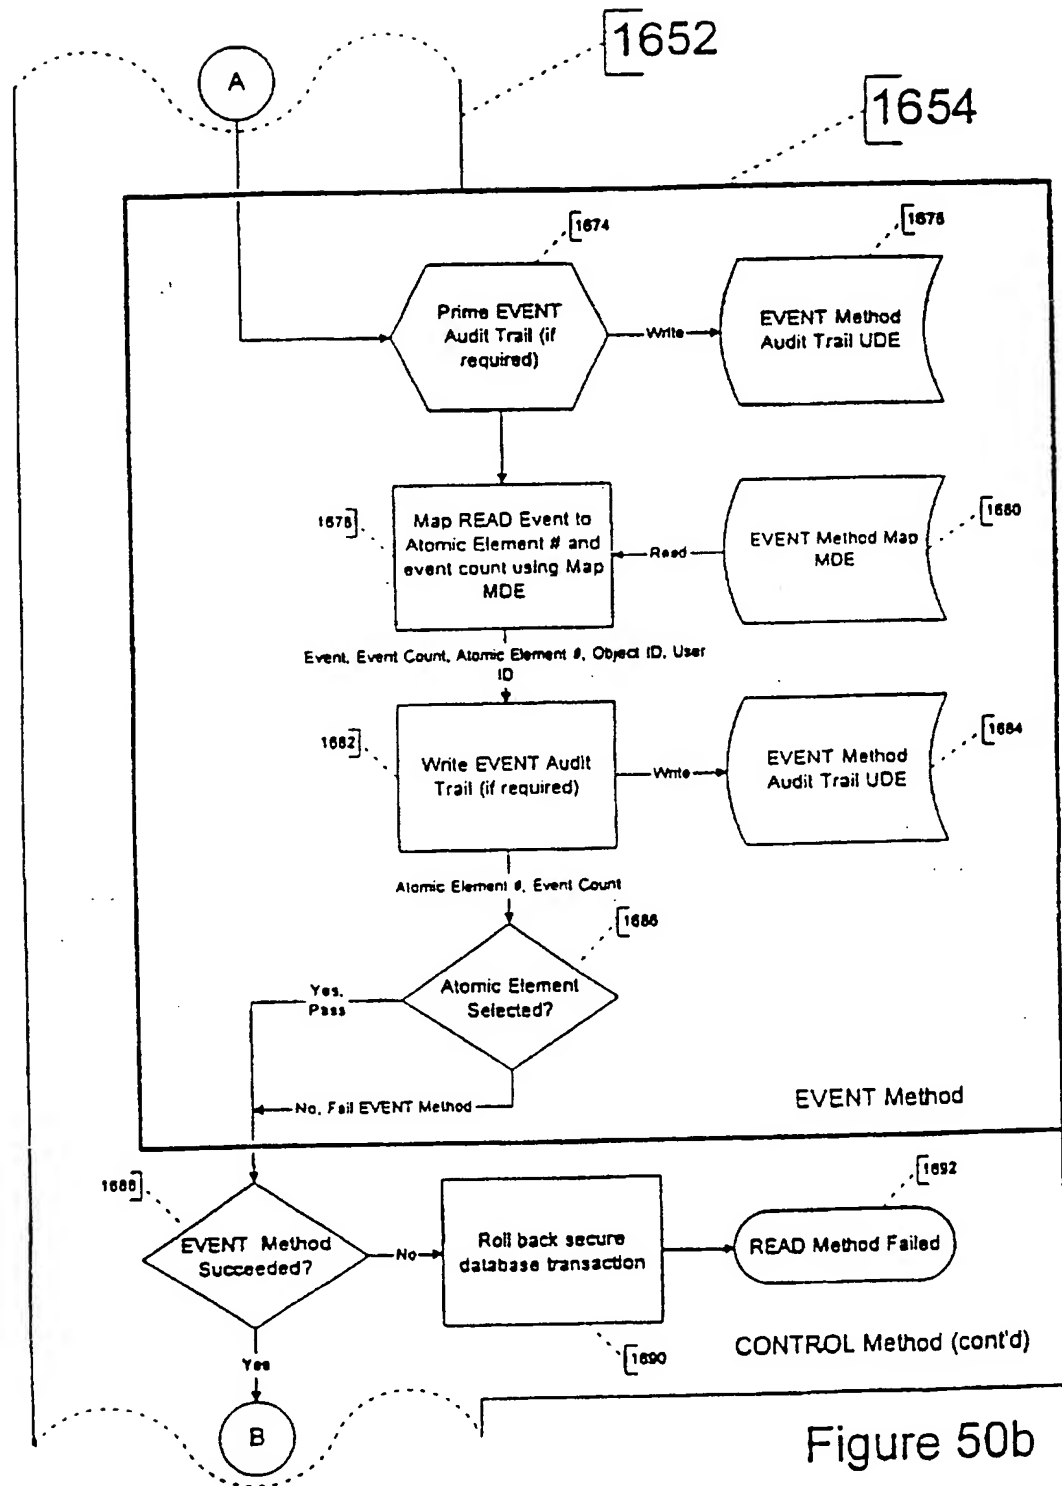 1652
A
1654
1674
1676
Prime EVENT
Audit Trail (if
required)
Write
EVENT Method
Audit Trail UDE
1678
Map READ Event to
Atomic Element # and
event count using Map
MDE
Read
EVENT Method Map
MDE
1680
Event, Event Count, Atomic Element #, Object ID, User
ID
1682
Write EVENT Audit
Trail (if required)
Write
EVENT Method
Audit Trail UDE
1684
Atomic Element #, Event Count
1686
Atomic Element
Selected?
Yes,
Pass
No, Fail EVENT Method
EVENT Method
1688
EVENT Method
Succeeded?
No
Roll back secure
database transaction
1692
READ Method Failed
1690
CONTROL Method (cont'd)
Yes
B
Figure 50b